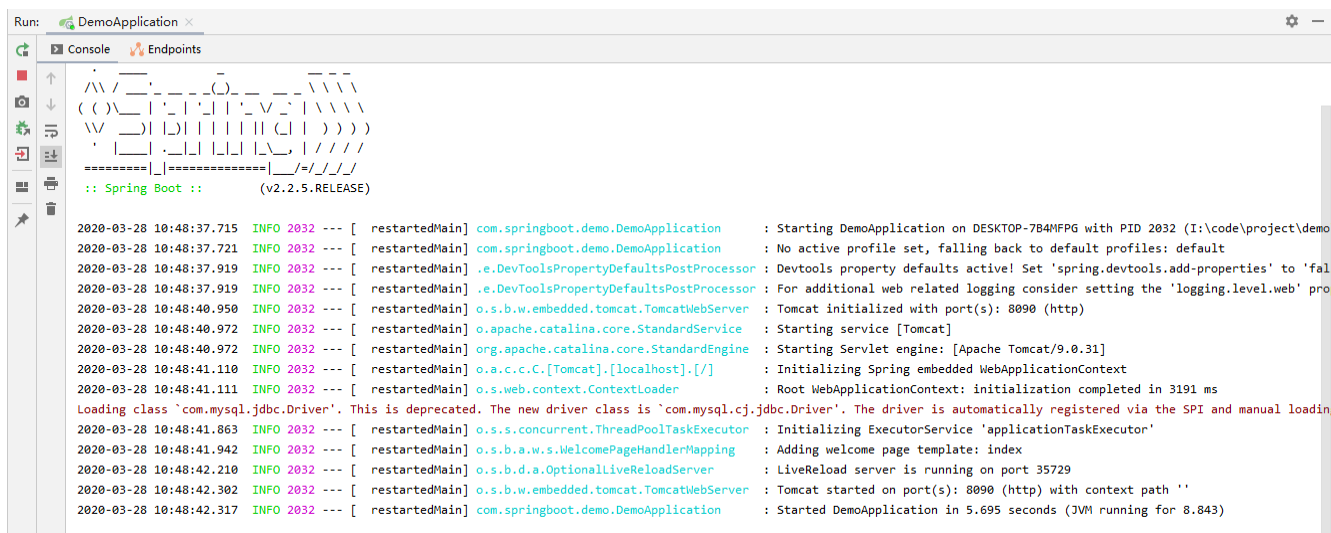 Run: DemoApplication
Console Endpoints
  .   ____          _            __ _ _
 /\\ / ___'_ __ _ _(_)_ __  __ _ \ \ \ \
( ( )\___ | '_ | '_| | '_ \/ _` | \ \ \ \
 \\/  ___)| |_)| | | | | || (_| |  ) ) ) )
  '  |____| .__|_| |_|_| |_\__, | / / / /
 =========|_|==============|___/=/_/_/_/
 :: Spring Boot ::        (v2.2.5.RELEASE)
2020-03-28 10:48:37.715  INFO 2032 --- [  restartedMain] com.springboot.demo.DemoApplication      : Starting DemoApplication on DESKTOP-7B4MFPG with PID 2032 (I:\code\project\demo
2020-03-28 10:48:37.721  INFO 2032 --- [  restartedMain] com.springboot.demo.DemoApplication      : No active profile set, falling back to default profiles: default
2020-03-28 10:48:37.919  INFO 2032 --- [  restartedMain] .e.DevToolsPropertyDefaultsPostProcessor : Devtools property defaults active! Set 'spring.devtools.add-properties' to 'fal
2020-03-28 10:48:37.919  INFO 2032 --- [  restartedMain] .e.DevToolsPropertyDefaultsPostProcessor : For additional web related logging consider setting the 'logging.level.web' pro
2020-03-28 10:48:40.950  INFO 2032 --- [  restartedMain] o.s.b.w.embedded.tomcat.TomcatWebServer  : Tomcat initialized with port(s): 8090 (http)
2020-03-28 10:48:40.972  INFO 2032 --- [  restartedMain] o.apache.catalina.core.StandardService   : Starting service [Tomcat]
2020-03-28 10:48:40.972  INFO 2032 --- [  restartedMain] org.apache.catalina.core.StandardEngine  : Starting Servlet engine: [Apache Tomcat/9.0.31]
2020-03-28 10:48:41.110  INFO 2032 --- [  restartedMain] o.a.c.c.C.[Tomcat].[localhost].[/]       : Initializing Spring embedded WebApplicationContext
2020-03-28 10:48:41.111  INFO 2032 --- [  restartedMain] o.s.web.context.ContextLoader            : Root WebApplicationContext: initialization completed in 3191 ms
Loading class `com.mysql.jdbc.Driver'. This is deprecated. The new driver class is `com.mysql.cj.jdbc.Driver'. The driver is automatically registered via the SPI and manual loading
2020-03-28 10:48:41.863  INFO 2032 --- [  restartedMain] o.s.s.concurrent.ThreadPoolTaskExecutor  : Initializing ExecutorService 'applicationTaskExecutor'
2020-03-28 10:48:41.942  INFO 2032 --- [  restartedMain] o.s.b.a.w.s.WelcomePageHandlerMapping    : Adding welcome page template: index
2020-03-28 10:48:42.210  INFO 2032 --- [  restartedMain] o.s.b.d.a.OptionalLiveReloadServer       : LiveReload server is running on port 35729
2020-03-28 10:48:42.302  INFO 2032 --- [  restartedMain] o.s.b.w.embedded.tomcat.TomcatWebServer  : Tomcat started on port(s): 8090 (http) with context path ''
2020-03-28 10:48:42.317  INFO 2032 --- [  restartedMain] com.springboot.demo.DemoApplication      : Started DemoApplication in 5.695 seconds (JVM running for 8.843)